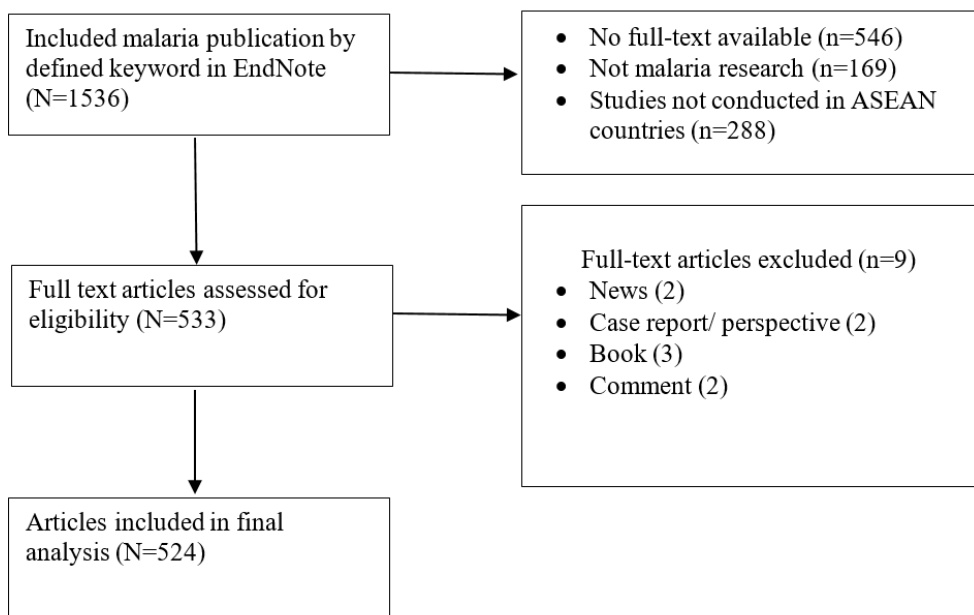 Included malaria publication by
defined keyword in EndNote
(N=1536)
• No full-text available (n=546)
• Not malaria research (n=169)
• Studies not conducted in ASEAN
countries (n=288)
Full text articles assessed for
eligibility (N=533)
Full-text articles excluded (n=9)
• News (2)
• Case report/ perspective (2)
• Book (3)
• Comment (2)
Articles included in final
analysis (N=524)